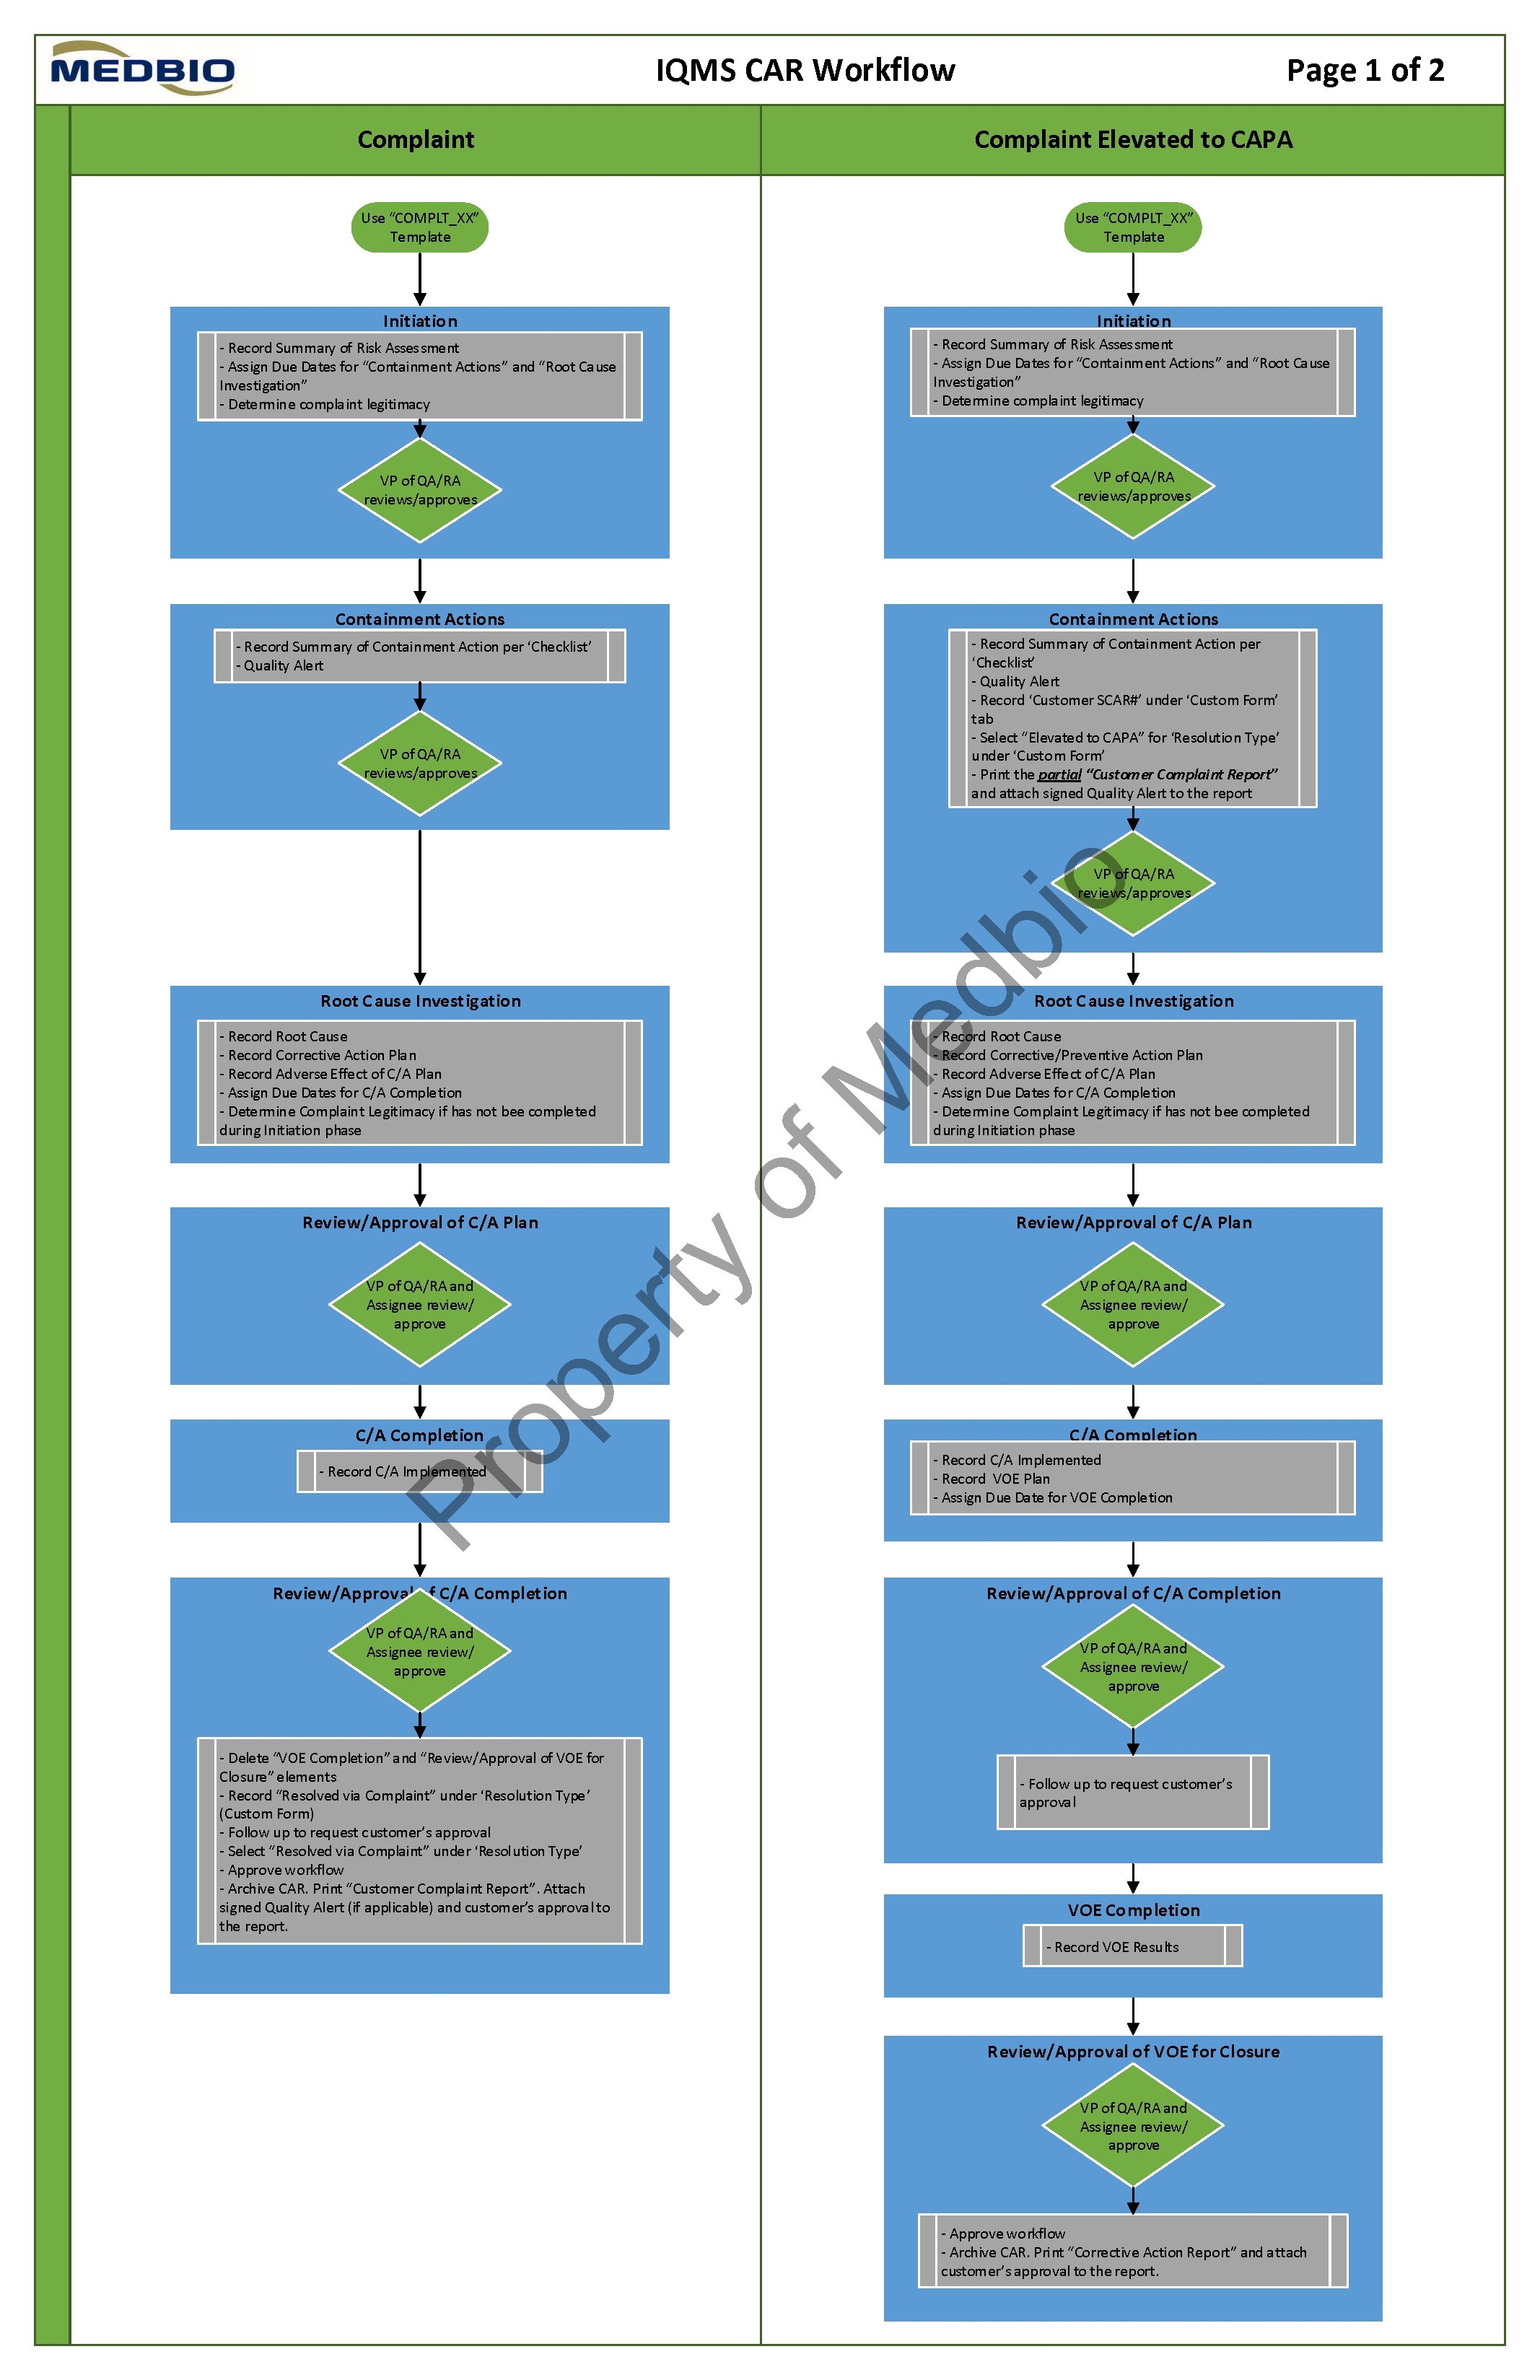 MEDBIO
IQMS CAR Workflow
Page 1 of 2
Complaint
Use “COMPLT_XX”
Template
Initiation
- Record Summary of Risk Assessment
- Assign Due Dates for “Containment Actions” and “Root Cause
Investigation”
- Determine complaint legitimacy
VP of QA/RA
reviews/approves
Containment Actions
- Record Summary of Containment Action per ‘Checklist’
- Quality Alert
VP of QA/RA
reviews/approves
Root Cause Investigation
- Record Root Cause
- Record Corrective Action Plan
- Record Adverse Effect of C/A Plan
- Assign Due Dates for C/A Completion
- Determine Complaint Legitimacy if has not bee completed
during Initiation phase
Review/Approval of C/A Plan
VP of QA/RA and
Assignee review/
approve
C/A Completion
- Record C/A Implemented
Review/Approval of C/A Completion
VP of QA/RA and
Assignee review/
approve
- Delete “VOE Completion” and “Review/Approval of VOE for
Closure” elements
- Record “Resolved via Complaint” under ‘Resolution Type’
(Custom Form)
- Follow up to request customer’s approval
- Select “Resolved via Complaint” under ‘Resolution Type’
- Approve workflow
- Archive CAR. Print “Customer Complaint Report”. Attach
signed Quality Alert (if applicable) and customer’s approval to
the report.
Complaint Elevated to CAPA
Use “COMPLT_XX”
Template
Initiation
- Record Summary of Risk Assessment
- Assign Due Dates for “Containment Actions” and “Root Cause
Investigation”
- Determine complaint legitimacy
VP of QA/RA
reviews/approves
Containment Actions
- Record Summary of Containment Action per
‘Checklist’
- Quality Alert
- Record ‘Customer SCAR#’ under ‘Custom Form’
tab
- Select “Elevated to CAPA” for ‘Resolution Type’
under ‘Custom Form’
- Print the partial “Customer Complaint Report”
and attach signed Quality Alert to the report
VP of QA/RA
reviews/approves
Root Cause Investigation
- Record Root Cause
- Record Corrective/Preventive Action Plan
- Record Adverse Effect of C/A Plan
- Assign Due Dates for C/A Completion
- Determine Complaint Legitimacy if has not bee completed
during Initiation phase
Review/Approval of C/A Plan
VP of QA/RA and
Assignee review/
approve
C/A Completion
- Record C/A Implemented
- Record VOE Plan
- Assign Due Date for VOE Completion
Review/Approval of C/A Completion
VP of QA/RA and
Assignee review/
approve
- Follow up to request customer’s
approval
VOE Completion
- Record VOE Results
Review/Approval of VOE for Closure
VP of QA/RA and
Assignee review/
approve
- Approve workflow
- Archive CAR. Print “Corrective Action Report” and attach
customer’s approval to the report.
Property of Medbio